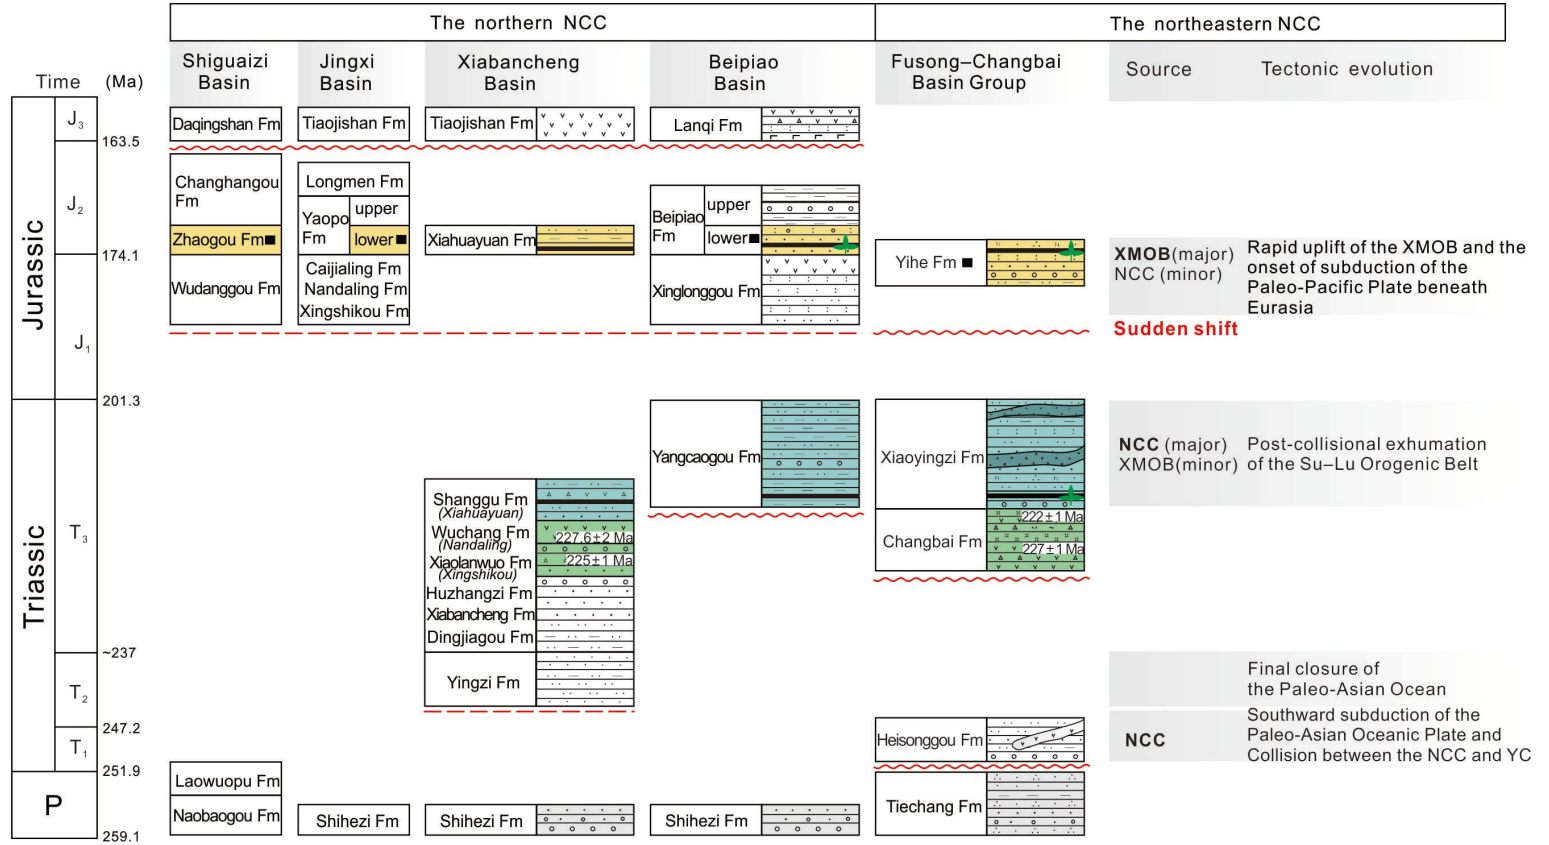 The northern NCC
The northeastern NCC
Time (Ma)
Shiguaizi
Basin
Jingxi
Basin
Xiabancheng
Basin
Beipiao
Basin
Fusong–Changbai
Basin Group
Source
Tectonic evolution
Jurassic
Triassic
P
J3
J2
J1
T3
T2
T1
163.5
174.1
201.3
~237
247.2
251.9
259.1
Daqingshan Fm
Changhangou
Fm
Zhaogou Fm■
Wudanggou Fm
Laowuopu Fm
Naobaogou Fm
Tiaojishan Fm
Longmen Fm
Yaopo
Fm
upper
lower■
Caijialing Fm
Nandaling Fm
Xingshikou Fm
Shihezi Fm
Tiaojishan Fm
Xiahuayuan Fm
Shanggu Fm
(Xiahuayuan)
Wuchang Fm
(Nandaling)
227.6±2 Ma
Xiaolanwuo Fm
(Xingshikou)
225±1 Ma
Huzhangzi Fm
Xiabancheng Fm
Dingjiagou Fm
Yingzi Fm
Shihezi Fm
Lanqi Fm
Beipiao
Fm
upper
lower■
Xinglonggou Fm
Yangcaogou Fm
Shihezi Fm
Yihe Fm ■
Xiaoyingzi Fm
Changbai Fm
222±1 Ma
227±1 Ma
Heisonggou Fm
Tiechang Fm
XMOB(major)
NCC (minor)
Rapid uplift of the XMOB and the
onset of subduction of the
Paleo-Pacific Plate beneath
Eurasia
Sudden shift
NCC (major)
XMOB(minor)
Post-collisional exhumation
of the Su–Lu Orogenic Belt
Final closure of
the Paleo-Asian Ocean
NCC
Southward subduction of the
Paleo-Asian Oceanic Plate and
Collision between the NCC and YC